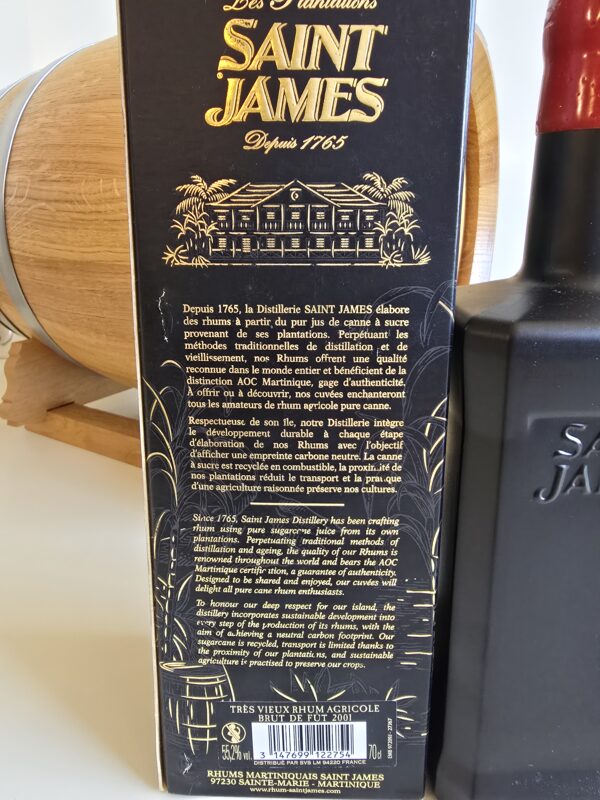 Les Plantations
SAINT
JAMES
Depuis 1765
Depuis 1765, la Distillerie SAINT JAMES élabore
des rhums à partir du pur jus de canne à sucre
provenant de ses plantations. Perpétuant les
méthodes traditionnelles de distillation et de
vieillissement, nos Rhums offrent une qualité
reconnue dans le monde entier et bénéficient de la
distinction AOC Martinique, gage d'authenticité.
À offrir ou à découvrir, nos cuvées enchanteront
tous les amateurs de rhum agricole pure canne.
Respectueuse de son île, notre Distillerie intègre
le développement durable à chaque étape
d'élaboration de nos Rhums avec l'objectif
d'afficher une empreinte carbone neutre. La canne
à sucre est recyclée en combustible, la proximité de
nos plantations réduit le transport et la pratique
d'une agriculture raisonnée préserve nos cultures.
Since 1765, Saint James Distillery has been crafting
rhum using pure sugarcane juice from its own
plantations. Perpetuating traditional methods of
distillation and ageing, the quality of our Rhums is
renowned throughout the world and bears the AOC
Martinique certification, a guarantee of authenticity.
Designed to be shared and enjoyed, our cuvées will
delight all pure cane rhum enthusiasts.
To honour our deep respect for our island, the
distillery incorporates sustainable development into
every step of the production of its rhums, with the
aim of achieving a neutral carbon footprint. Our
sugarcane is recycled, transport is limited thanks to
the proximity of our plantations, and sustainable
agriculture is practised to preserve our crops.
TRÈS VIEUX RHUM AGRICOLE
BRUT DE FÛT 2001
55,2% vol.
3 147699 122754
70 cl
DISTRIBUÉ PAR BVS LM 94220 FRANCE
RHUMS MARTINIQUAIS SAINT JAMES
97230 SAINTE-MARIE - MARTINIQUE
www.rhum-saintjames.com
SA
JA